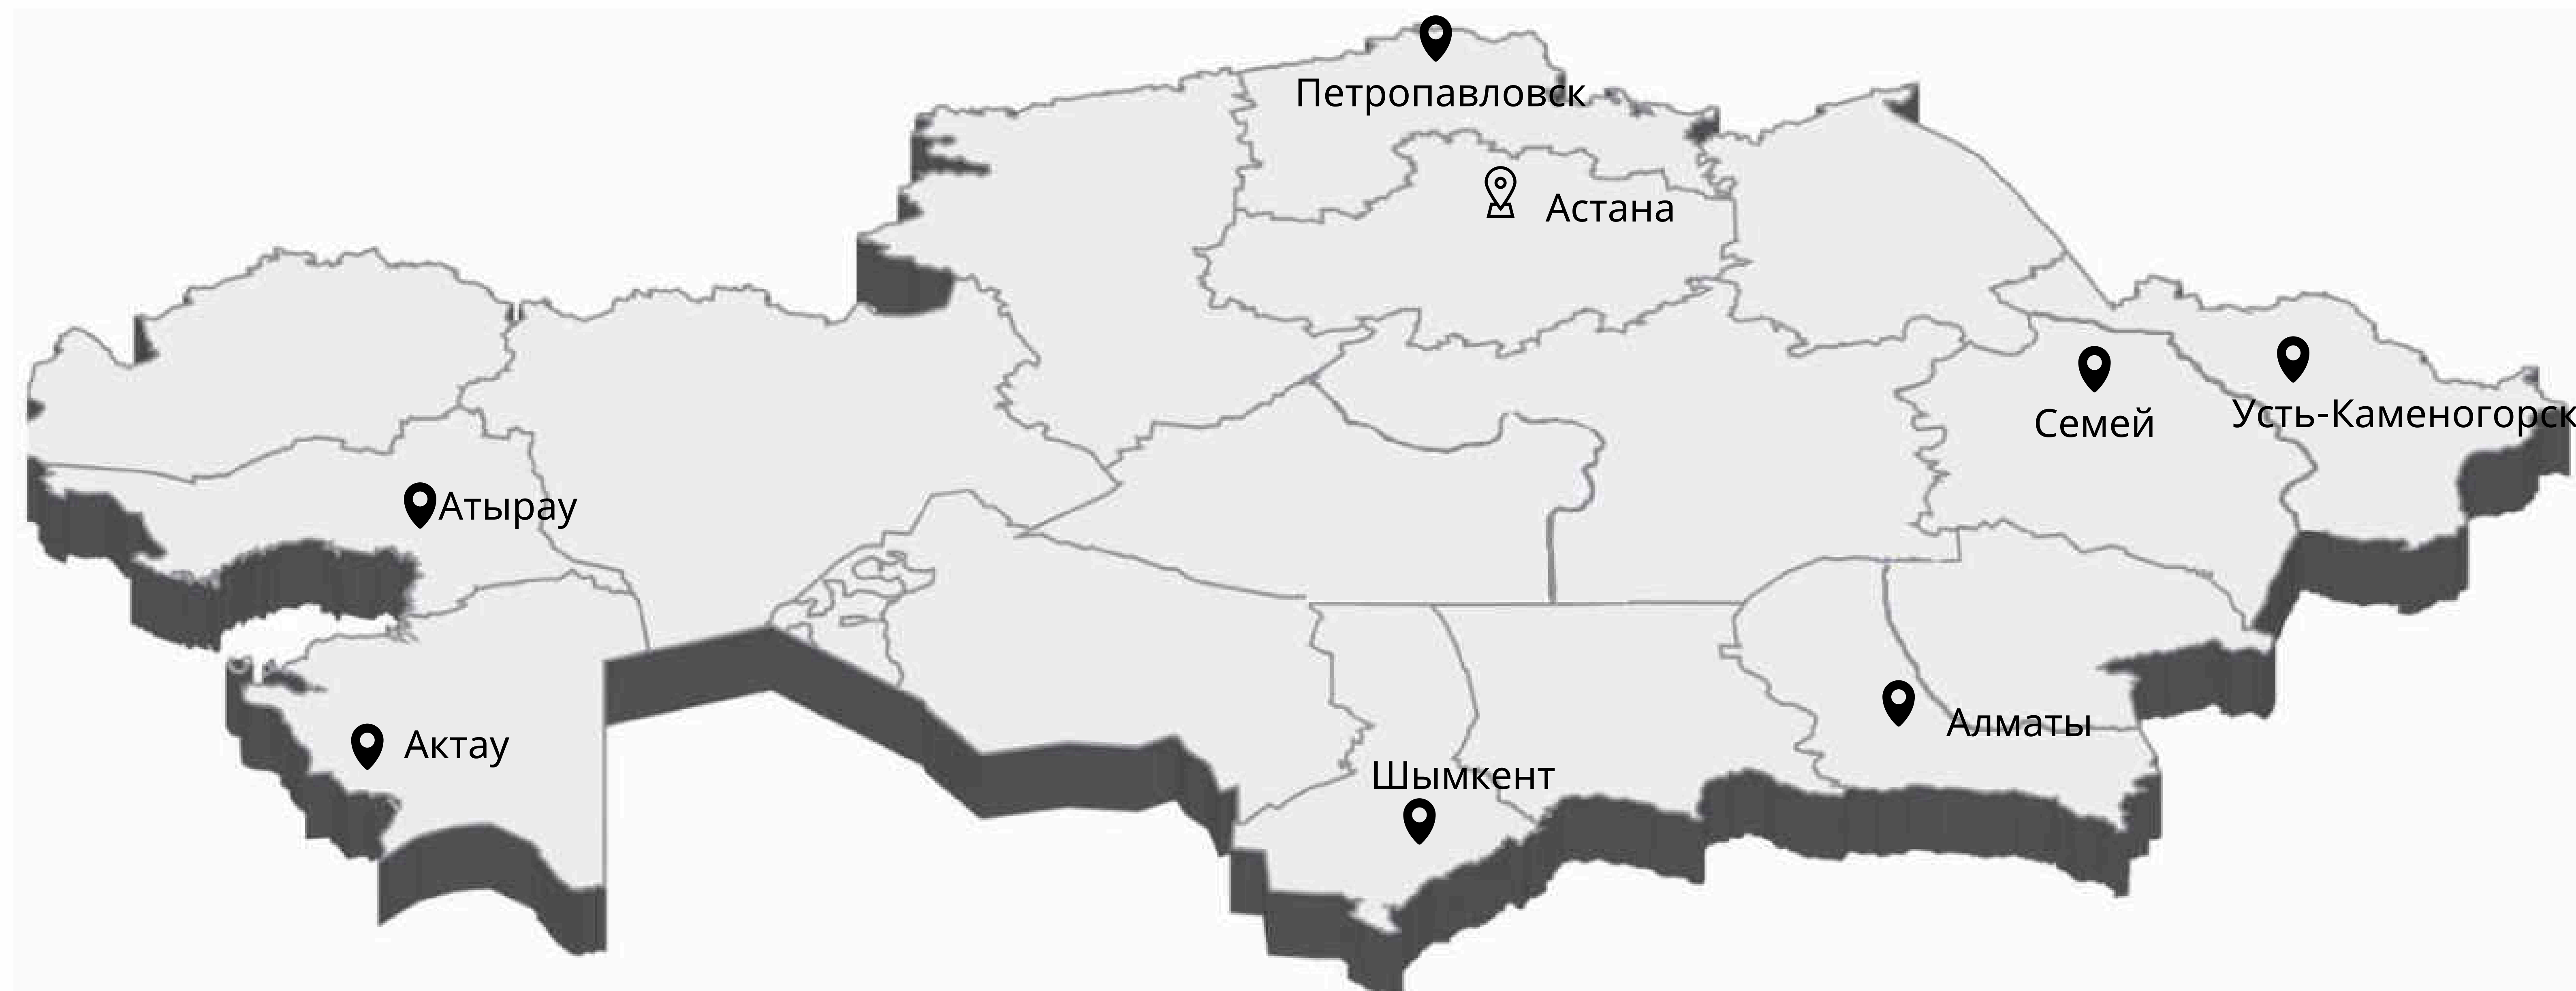 Петропавловск
Астана
Семей
Усть-Каменогорск
Атырау
Актау
Алматы
Шымкент